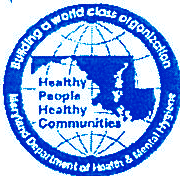 Building a world class organization
Healthy
People
Healthy
Communities
Maryland Department of Health & Mental Hygiene